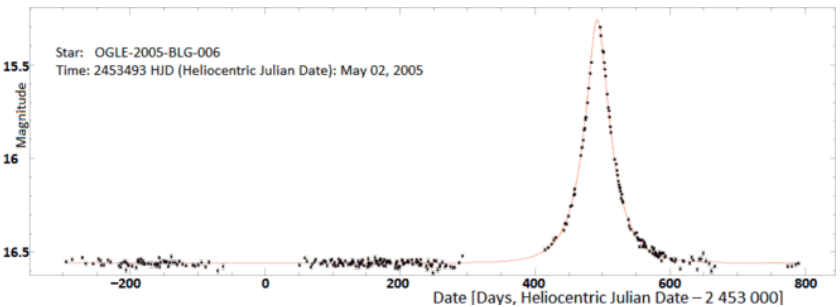 Star: OGLE-2005-BLG-006
Time: 2453493 HJD (Heliocentric Julian Date): May 02, 2005
Magnitude
15.5
16
16.5
−200 0 200 400 600 800
Date [Days, Heliocentric Julian Date – 2 453 000]